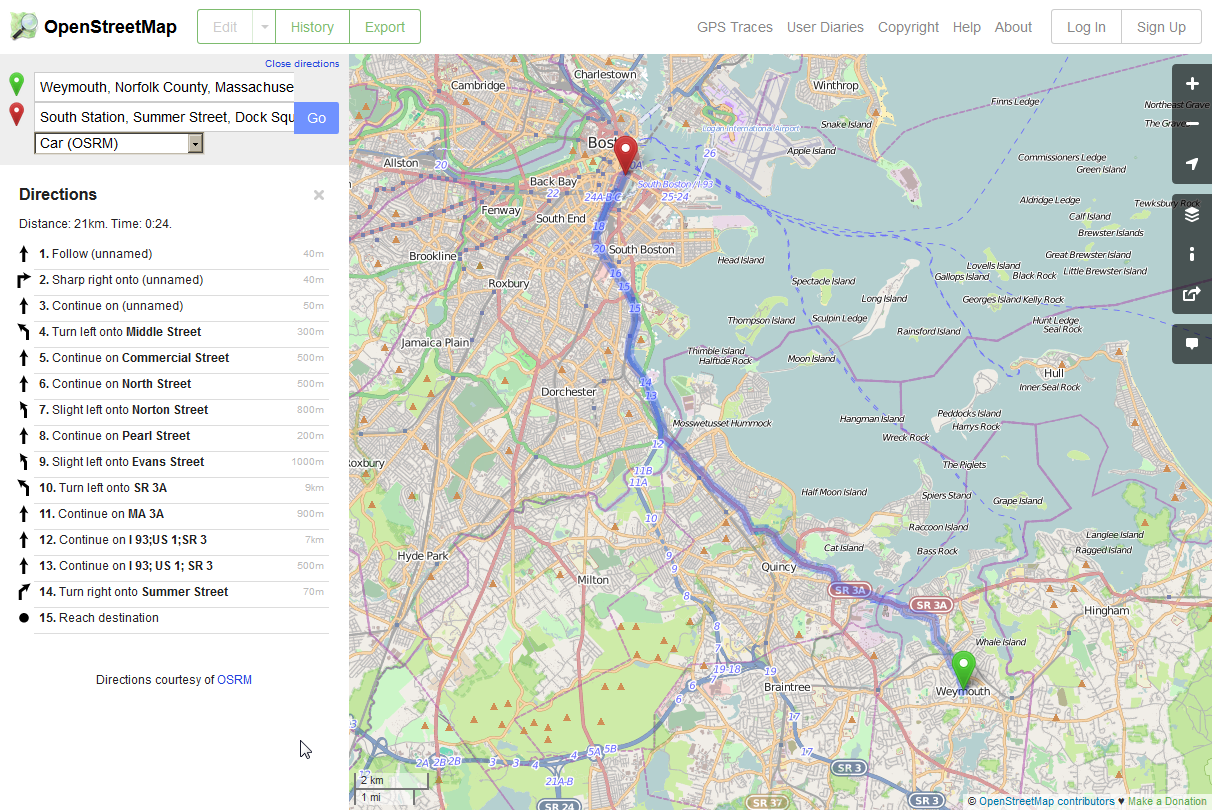 OpenStreetMap
Edit
History
Export
GPS Traces
User Diaries
Copyright
Help
About
Log In
Sign Up
Close directions
Weymouth, Norfolk County, Massachuse
South Station, Summer Street, Dock Squ
Go
Car (OSRM)
Directions
×
Distance: 21km. Time: 0:24.
1. Follow (unnamed) 40m
2. Sharp right onto (unnamed) 40m
3. Continue on (unnamed) 50m
4. Turn left onto Middle Street 300m
5. Continue on Commercial Street 500m
6. Continue on North Street 500m
7. Slight left onto Norton Street 800m
8. Continue on Pearl Street 200m
9. Slight left onto Evans Street 1000m
10. Turn left onto SR 3A 9km
11. Continue on MA 3A 900m
12. Continue on I 93;US 1;SR 3 7km
13. Continue on I 93; US 1; SR 3 500m
14. Turn right onto Summer Street 70m
15. Reach destination
Directions courtesy of OSRM
Charlestown
Cambridge
Winthrop
Finns Ledge
Northeast Grave
The Grave
Snake Island
Logan International Airport
Apple Island
Allston
20
26
Commissioners Ledge
Green Island
Back Bay
22
24A-B-C
South Boston / I-93
25-24
Fenway
South End
18
20
South Boston
Aldridge Ledge
Tewksbury Rock
Calf Island
Brewster Islands
Great Brewster Island
Little Brewster Island
Brookline
Head Island
Lovells Island
Gallops Island
Black Rock
Roxbury
16
15
15
Spectacle Island
Long Island
Georges Island
Kelly Rock
Thompson Island
Sculpin Ledge
Rainsford Island
Hunt Ledge
Seal Rock
Jamaica Plain
Thimble Island
Halftide Rock
Moon Island
Hull
Inner Seal Rock
14
13
Dorchester
Mosswetusset Hummock
Hangman Island
Peddocks Island
Harrys Rock
Wreck Rock
12
oxbury
11B
11A
The Piglets
Half Moon Island
Spiers Stand
Grape Island
10
Raccoon Island
Langlee Island
Ragged Island
Cat Island
Bass Rock
Hyde Park
9
9
Quincy
Milton
8
SR 3A
SR 3A
Hingham
8
7
7
Whale Island
19-18
19
6
6
Braintree
Weymouth
17
17
5A
5B
4
4
3
3
2A
2B
2B
21A-B
SR 3
SR 3
SR 24
SR 37
2 km
1 mi
© OpenStreetMap contributors ♥ Make a Donation